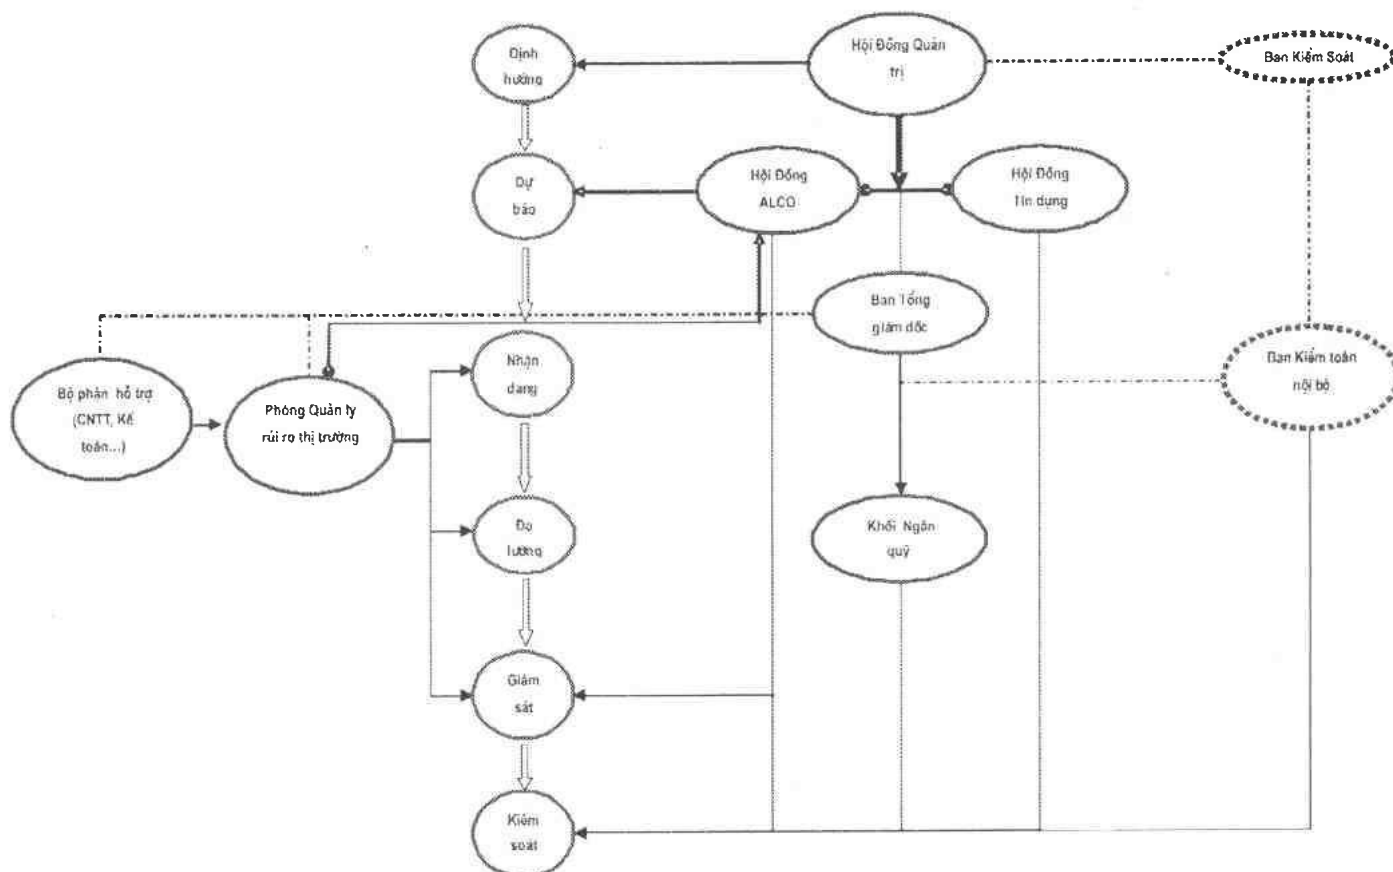 Định
hướng
Hội Đồng Quản
trị
Ban Kiểm Soát
Dự
báo
Hội Đồng
ALCO
Hội Đồng
Tín dụng
Ban Tổng
giám đốc
Bộ phận hỗ trợ
(CNTT, Kế
toán...)
Phòng Quản lý
rủi ro thị trường
Nhận
dạng
Ban Kiểm toán
nội bộ
Đo
lường
Khối Ngân
quỹ
Giám
sát
Kiểm
soát